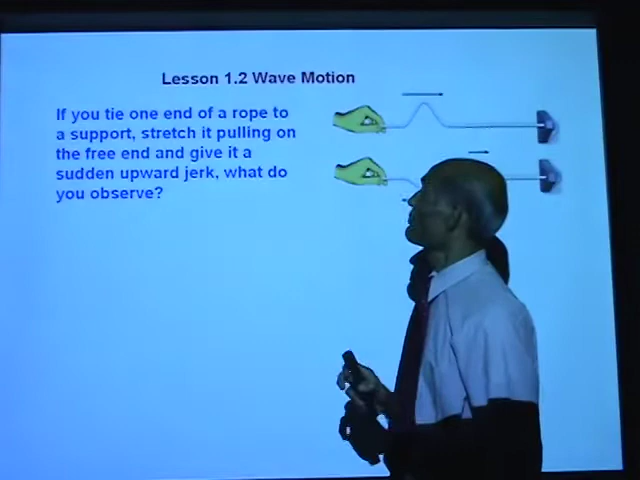 Lesson 1.2 Wave Motion
If you tie one end of a rope to
a support, stretch it pulling on
the free end and give it a
sudden upward jerk, what do
you observe?